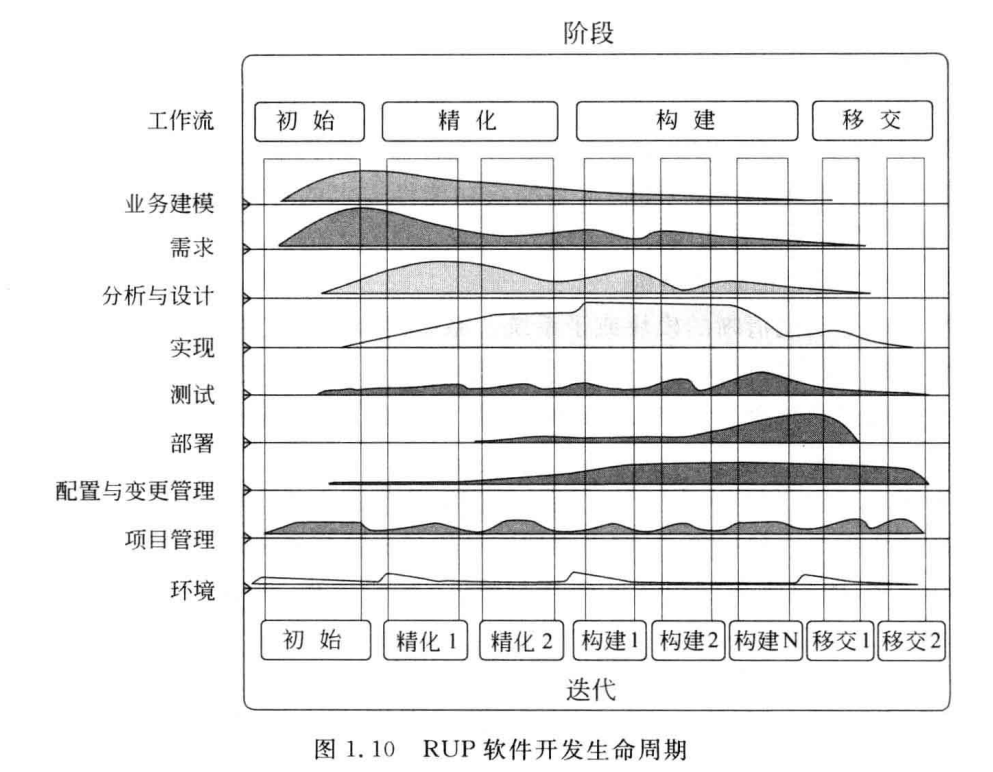 阶段
工作流
初始 精化 构建 移交
业务建模
需求
分析与设计
实现
测试
部署
配置与变更管理
项目管理
环境
初始 精化1 精化2 构建1 构建2 构建N 移交1 移交2
迭代
图 1.10 RUP 软件开发生命周期